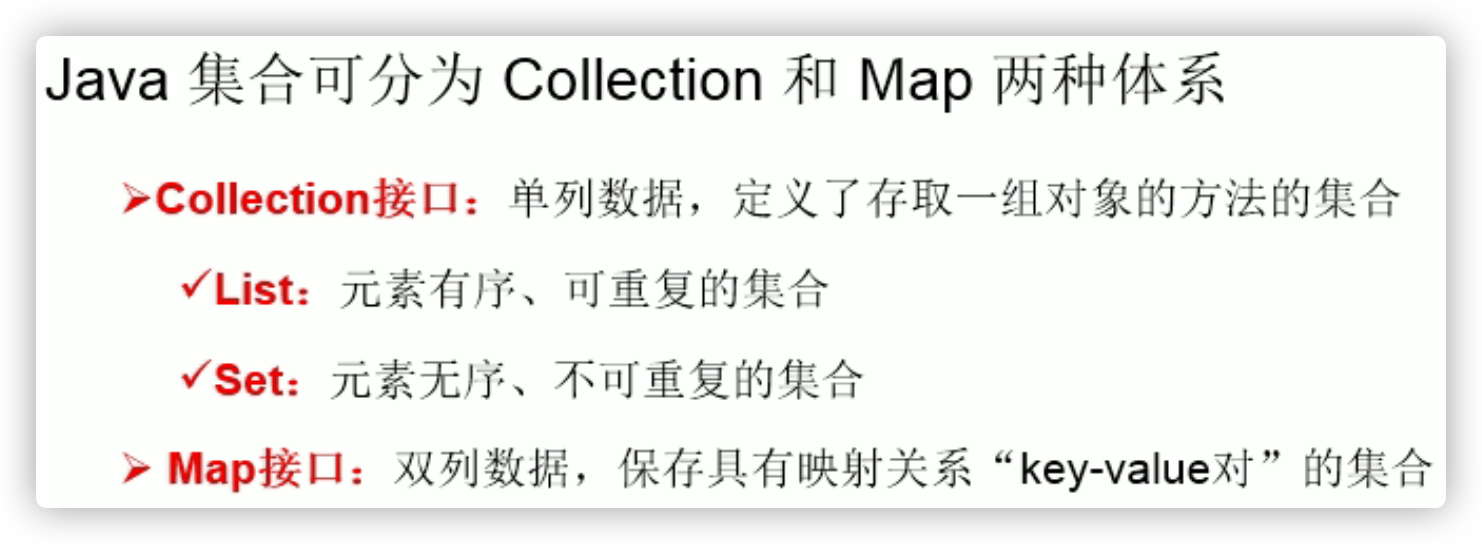 Java 集合可分为 Collection 和 Map 两种体系
➢Collection接口：单列数据，定义了存取一组对象的方法的集合
✓List：元素有序、可重复的集合
✓Set：元素无序、不可重复的集合
➢ Map接口：双列数据，保存具有映射关系“key-value对”的集合